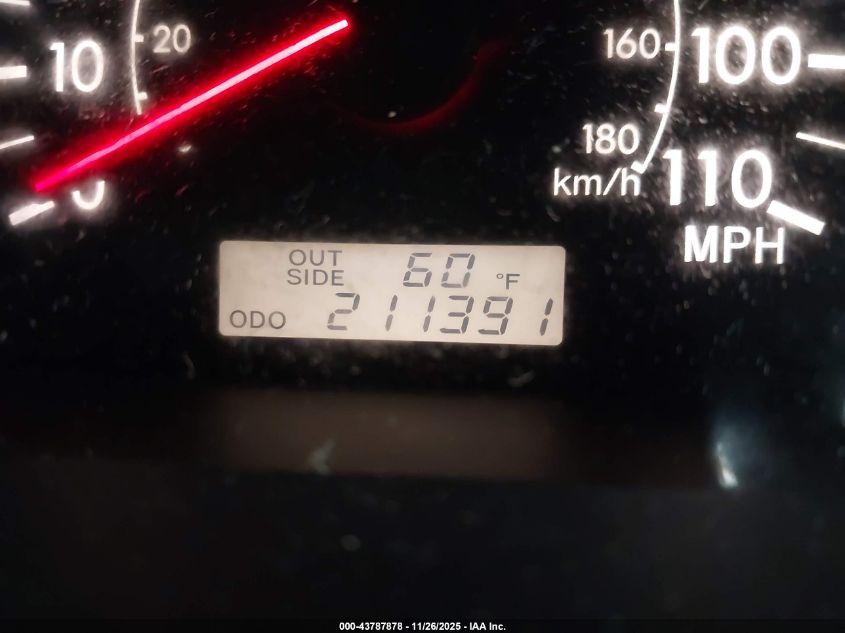 10
20
0
160
100
180
km/h
110
MPH
OUT
SIDE
60 °F
ODO 211391
000-43787878 - 11/26/2025 - IAA Inc.